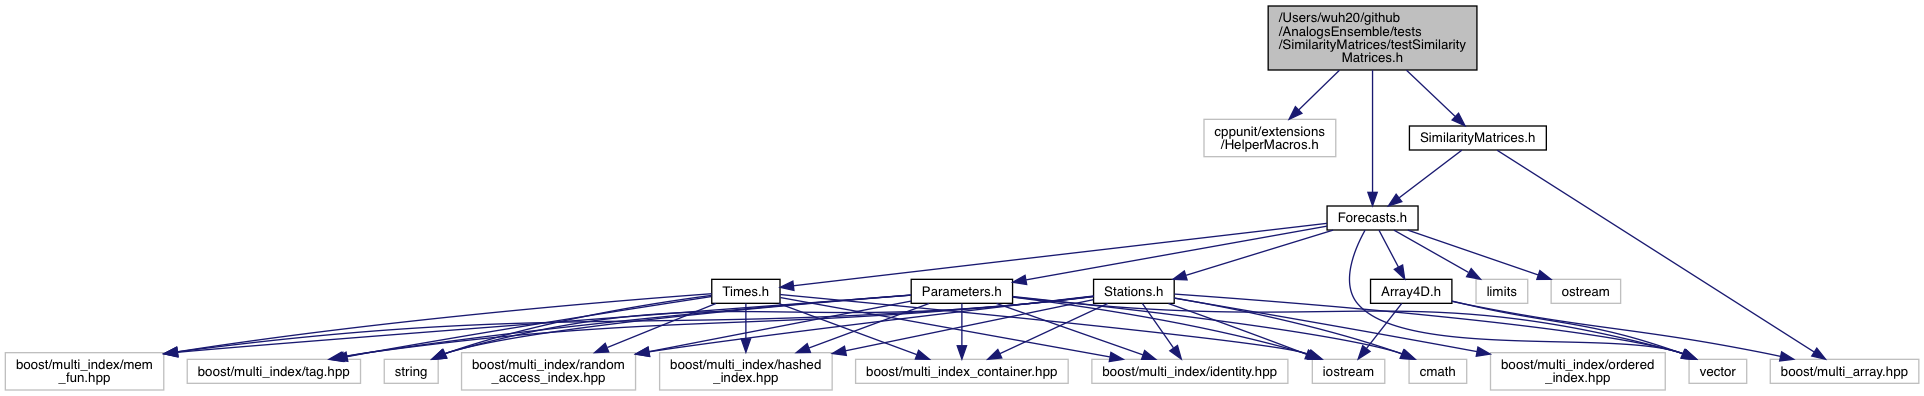 /Users/wuh20/github
/AnalogsEnsemble/tests
/SimilarityMatrices/testSimilarity
Matrices.h
cppunit/extensions
/HelperMacros.h
SimilarityMatrices.h
Forecasts.h
Times.h
Parameters.h
Stations.h
Array4D.h
limits
ostream
boost/multi_index/mem
_fun.hpp
boost/multi_index/tag.hpp
string
boost/multi_index/random
_access_index.hpp
boost/multi_index/hashed
_index.hpp
boost/multi_index_container.hpp
boost/multi_index/identity.hpp
iostream
cmath
boost/multi_index/ordered
_index.hpp
vector
boost/multi_array.hpp